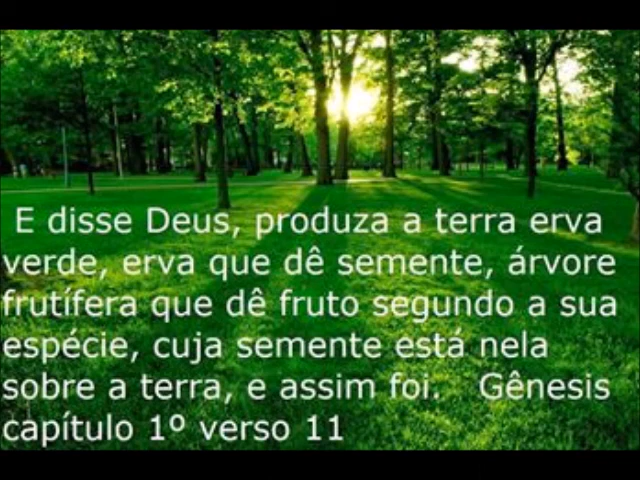 E disse Deus, produza a terra erva
verde, erva que dê semente, árvore
frutífera que dê fruto segundo a sua
espécie, cuja semente está nela
sobre a terra, e assim foi. Gênesis
capítulo 1º verso 11